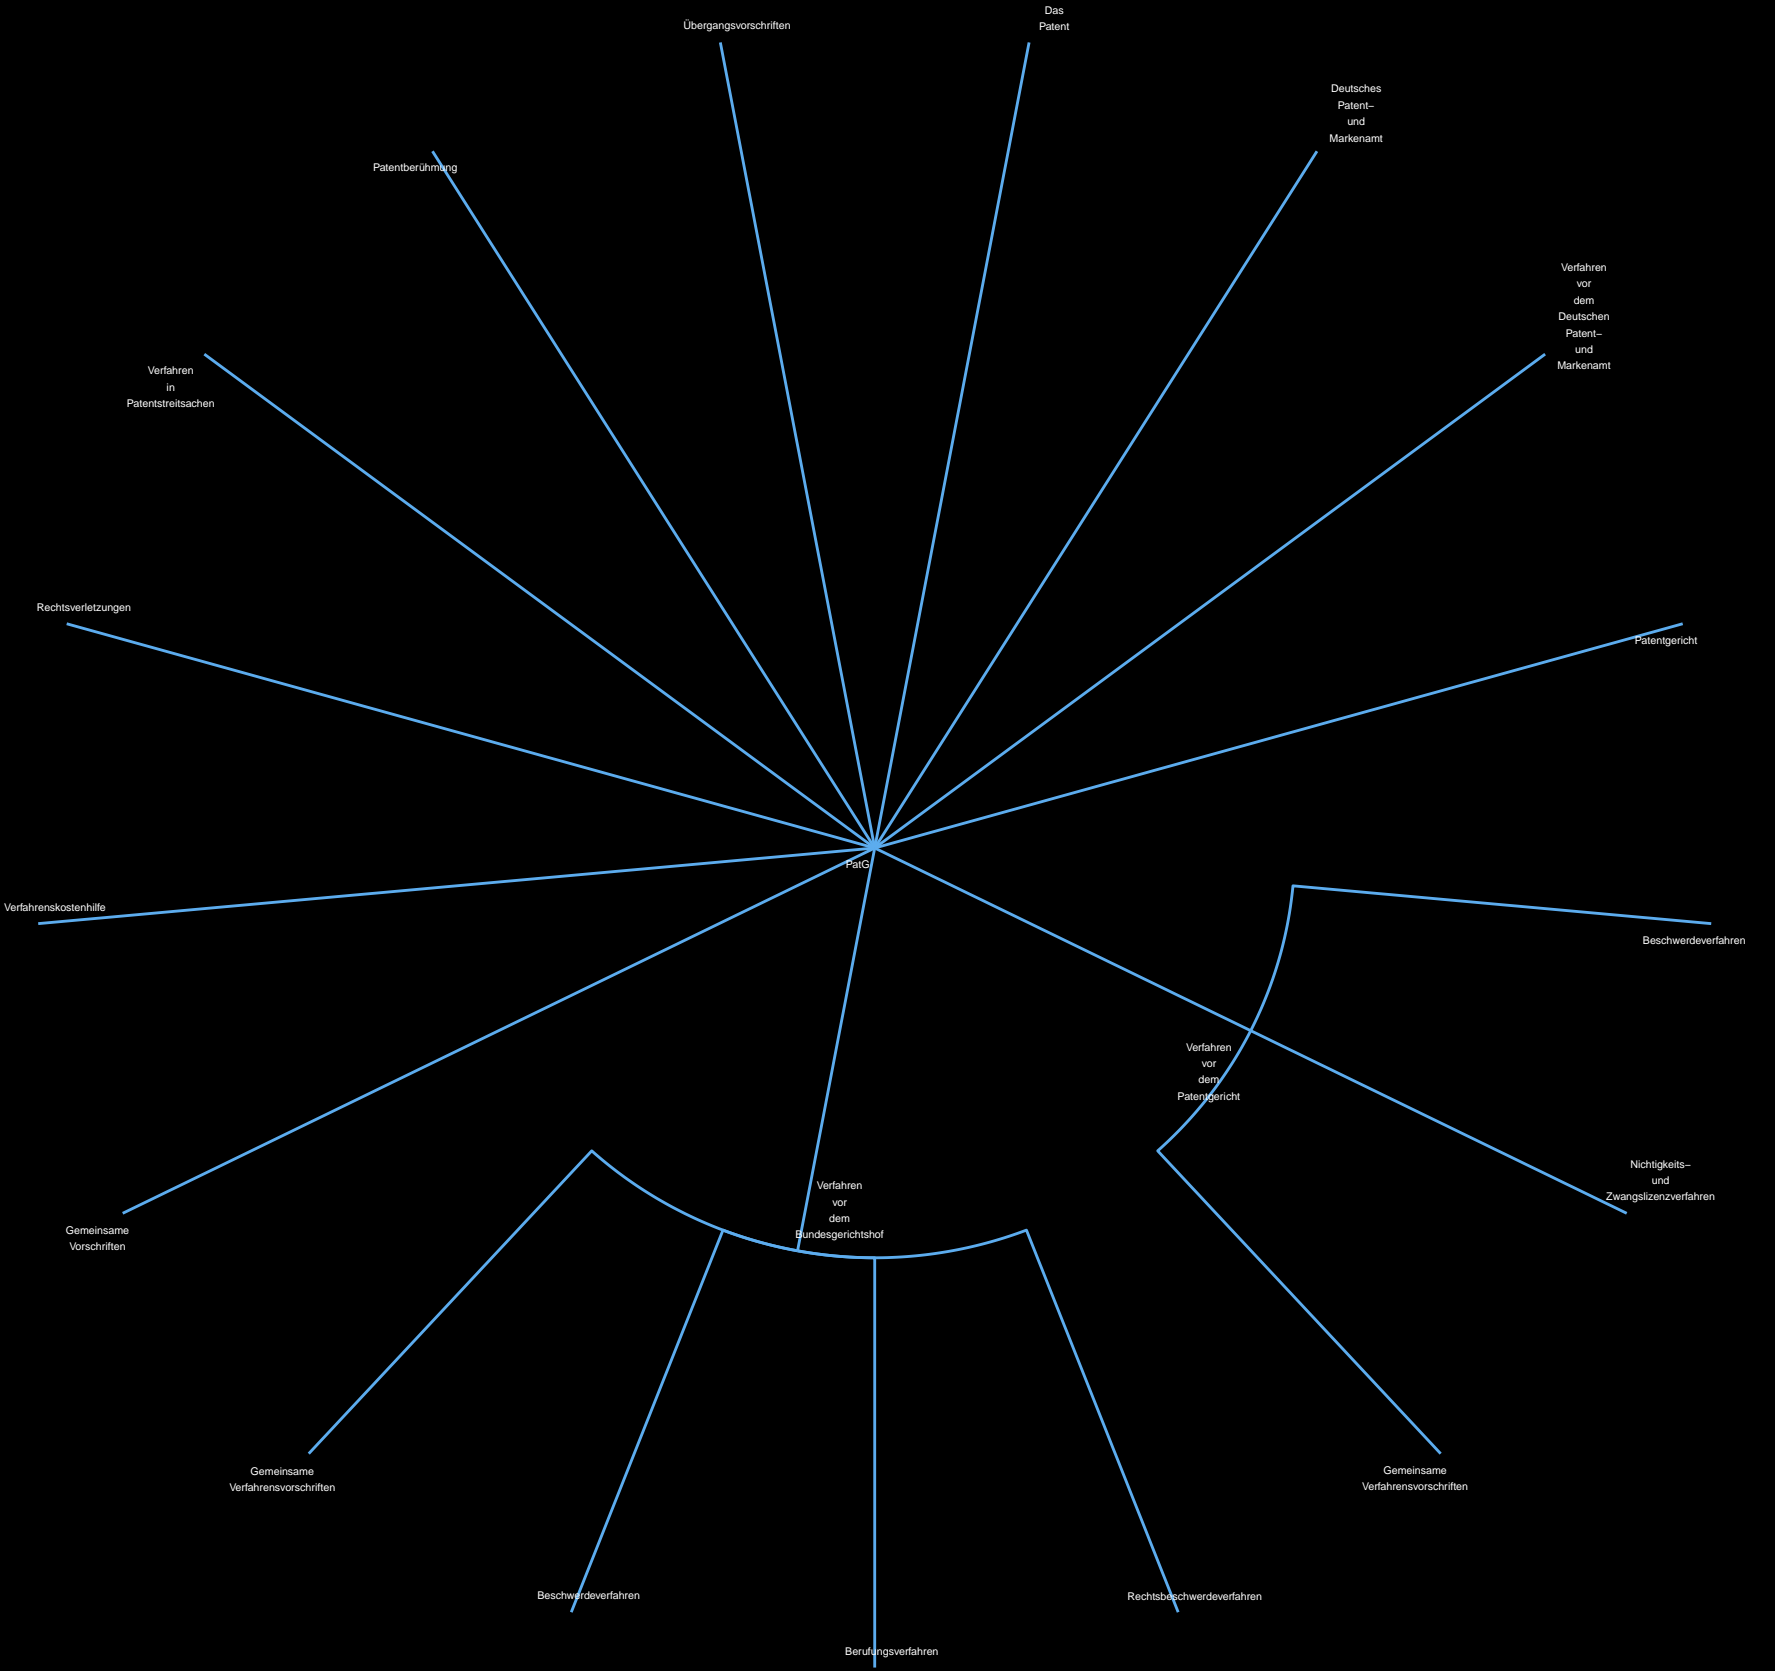 Das
Patent
Übergangsvorschriften
Deutsches
Patent–
und
Markenamt
Patentberühmung
Verfahren
vor
dem
Deutschen
Patent–
und
Markenamt
Verfahren
in
Patentstreitsachen
Rechtsverletzungen
Patentgericht
PatG
Verfahrenskostenhilfe
Beschwerdeverfahren
Verfahren
vor
dem
Patentgericht
Nichtigkeits–
und
Zwangslizenzverfahren
Verfahren
vor
dem
Bundesgerichtshof
Gemeinsame
Vorschriften
Gemeinsame
Verfahrensvorschriften
Gemeinsame
Verfahrensvorschriften
Beschwerdeverfahren
Rechtsbeschwerdeverfahren
Berufungsverfahren